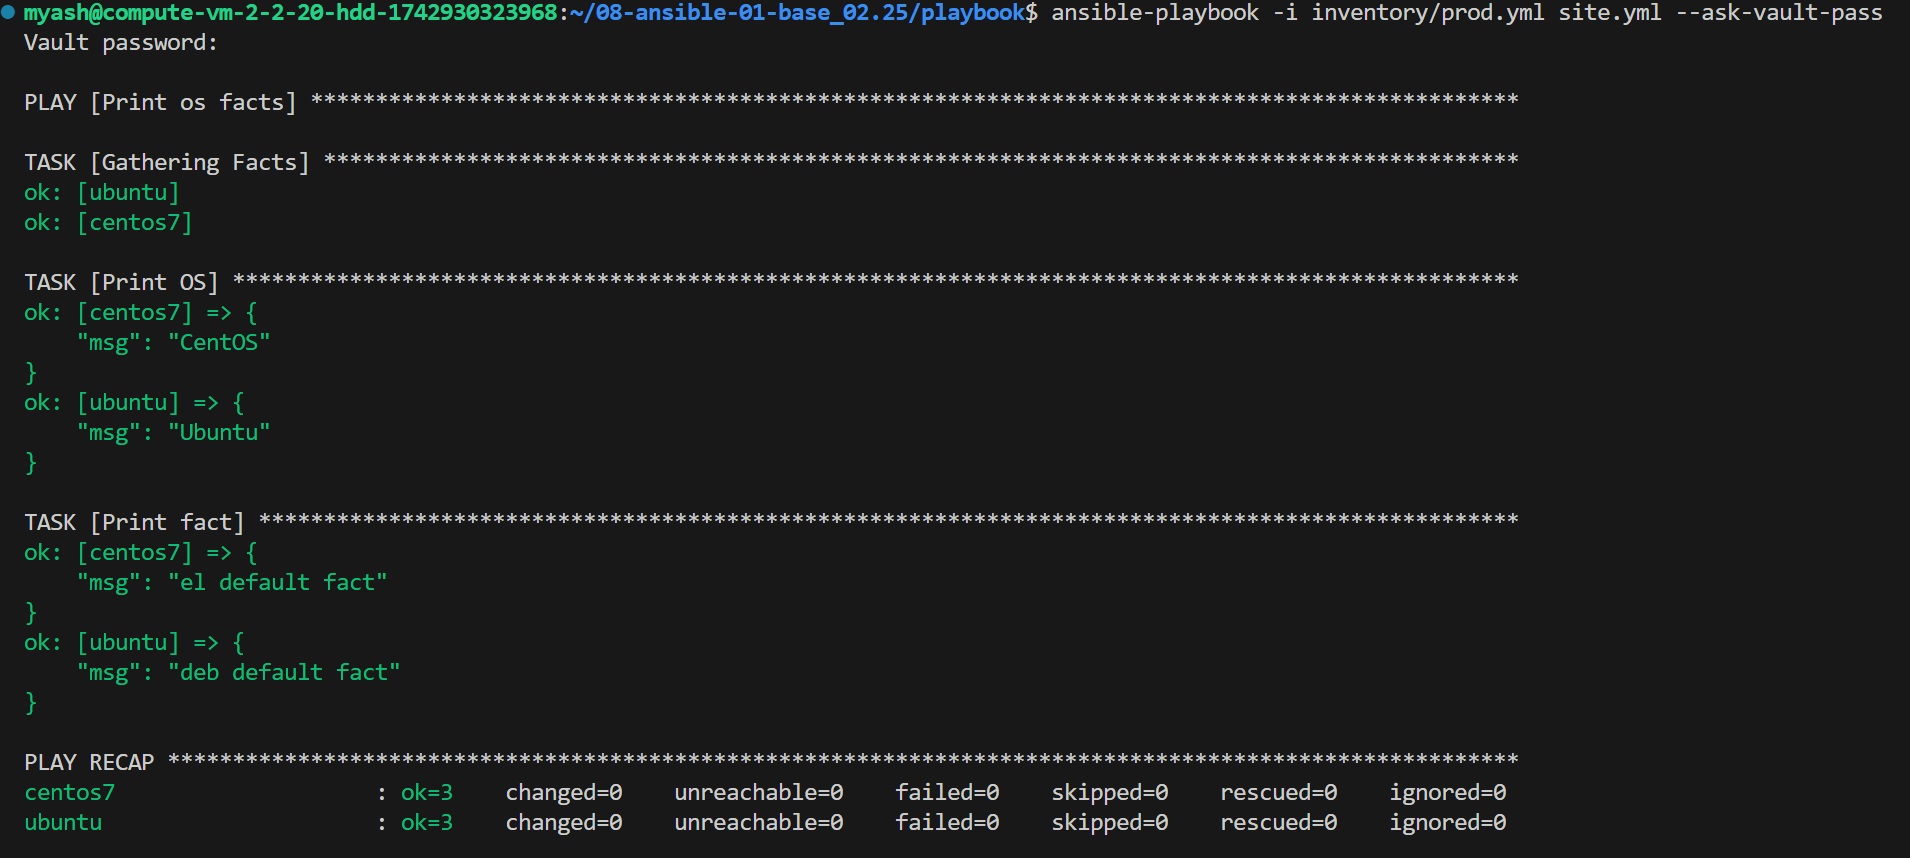 myash@compute-vm-2-2-20-hdd-1742930323968:~/08-ansible-01-base_02.25/playbook$ ansible-playbook -i inventory/prod.yml site.yml --ask-vault-pass
Vault password:
PLAY [Print os facts] *********************************************************************************************
TASK [Gathering Facts] ********************************************************************************************
ok: [ubuntu]
ok: [centos7]
TASK [Print OS] ***************************************************************************************************
ok: [centos7] => {
    "msg": "CentOS"
}
ok: [ubuntu] => {
    "msg": "Ubuntu"
}
TASK [Print fact] *************************************************************************************************
ok: [centos7] => {
    "msg": "el default fact"
}
ok: [ubuntu] => {
    "msg": "deb default fact"
}
PLAY RECAP ********************************************************************************************************
centos7                    : ok=3    changed=0    unreachable=0    failed=0    skipped=0    rescued=0    ignored=0
ubuntu                     : ok=3    changed=0    unreachable=0    failed=0    skipped=0    rescued=0    ignored=0